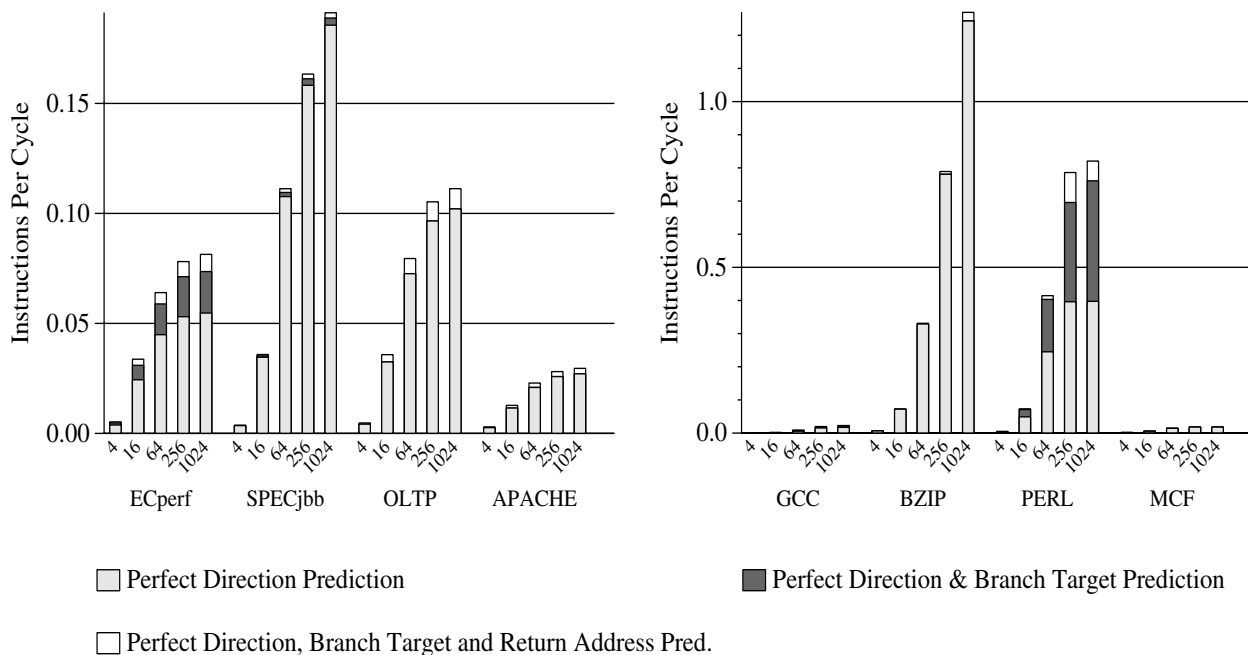 Instructions Per Cycle
0.15
0.10
0.05
0.00
4 16 64 256 1024
4 16 64 256 1024
4 16 64 256 1024
4 16 64 256 1024
ECperf SPECjbb OLTP APACHE
Instructions Per Cycle
1.0
0.5
0.0
4 16 64 256 1024
4 16 64 256 1024
4 16 64 256 1024
4 16 64 256 1024
GCC BZIP PERL MCF
Perfect Direction Prediction
Perfect Direction & Branch Target Prediction
Perfect Direction, Branch Target and Return Address Pred.